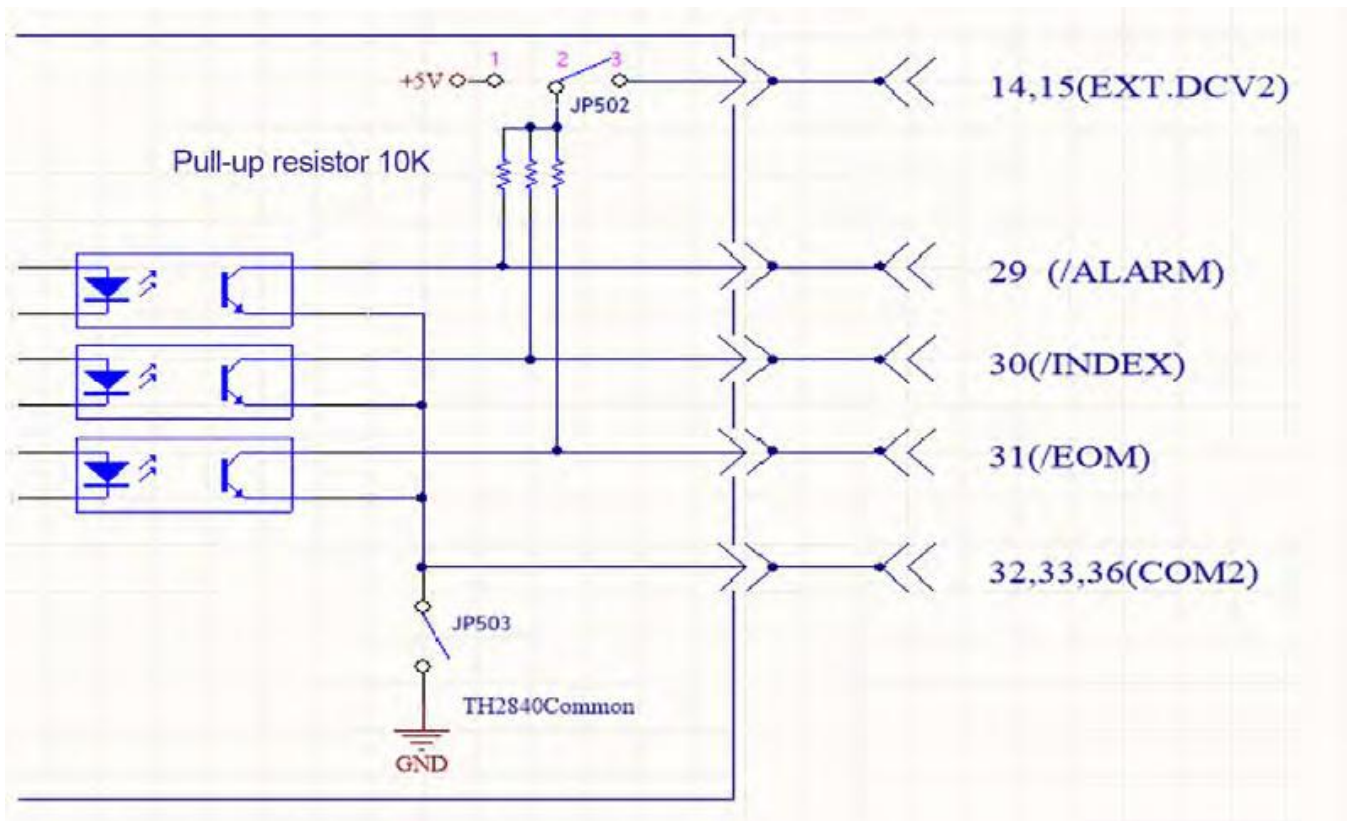 1 2 3
+5V
JP502
14,15(EXT.DCV2)
Pull-up resistor 10K
29 (/ALARM)
30(/INDEX)
31(/EOM)
32,33,36(COM2)
JP503
TH2840Common
GND